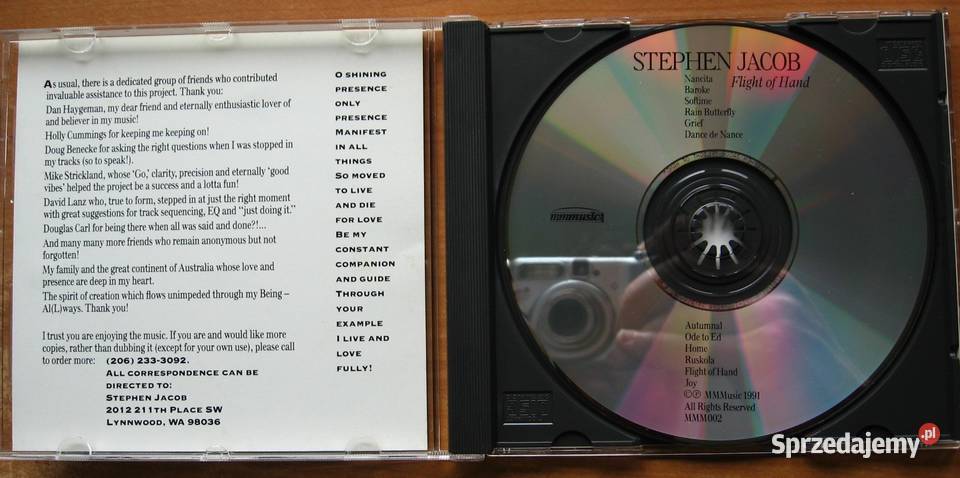 As usual, there is a dedicated group of friends who contributed
invaluable assistance to this project. Thank you:
Dan Haygeman, my dear friend and eternally enthusiastic lover of
and believer in my music!
Holly Cummings for keeping me keeping on!
Doug Benecke for asking the right questions when I was stopped in
my tracks (so to speak!).
Mike Strickland, whose ‘Go,’ clarity, precision and eternally ‘good
vibes’ helped the project be a success and a lotta fun!
David Lanz who, true to form, stepped in at just the right moment
with great suggestions for track sequencing, EQ and “just doing it.”
Douglas Carl for being there when all was said and done?!...
And many many more friends who remain anonymous but not
forgotten!
My family and the great continent of Australia whose love and
presence are deep in my heart.
The spirit of creation which flows unimpeded through my Being –
Al(L)ways. Thank you!
I trust you are enjoying the music. If you are and would like more
copies, rather than dubbing it (except for your own use), please call
to order more: (206) 233-3092.
All correspondence can be
directed to:
Stephen Jacob
2012 211th Place SW
Lynnwood, WA 98036
O shining
presence
only
presence
Manifest
in all
things
So moved
to live
and die
for love
Be my
constant
companion
and guide
Through
your
example
I live and
love
fully!
STEPHEN JACOB
Flight of Hand
Nancita
Baroke
Softime
Rain Butterfly
Grief
Dance de Nance
mmmusic
Autumnal
Ode to Ed
Home
Ruskola
Flight of Hand
Joy
©℗ MMMusic 1991
All Rights Reserved
MMM002
Sprzedajemy.pl